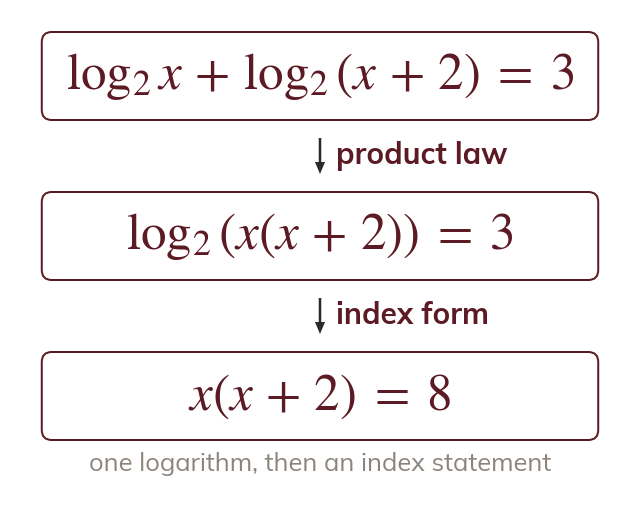 log₂ x + log₂ (x + 2) = 3
↓ product law
log₂ (x(x + 2)) = 3
↓ index form
x(x + 2) = 8
one logarithm, then an index statement